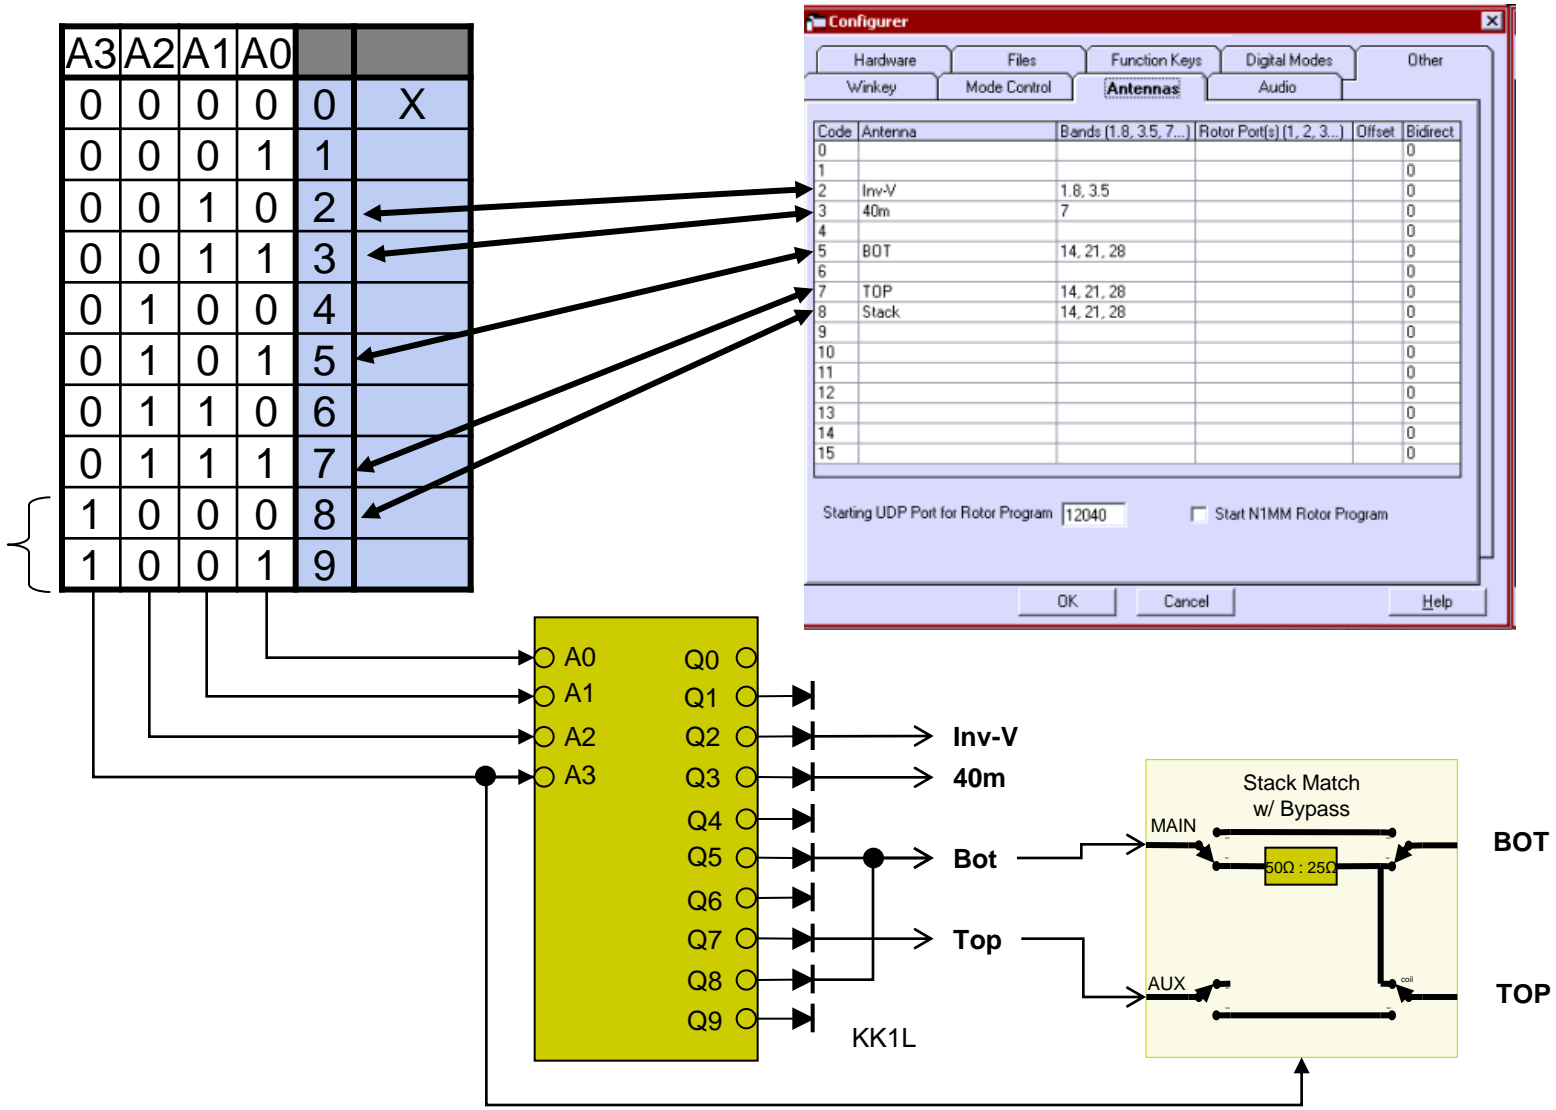 A3 A2 A1 A0
0 0 0 0 0 X
0 0 0 1 1
0 0 1 0 2
0 0 1 1 3
0 1 0 0 4
0 1 0 1 5
0 1 1 0 6
0 1 1 1 7
1 0 0 0 8
1 0 0 1 9
Configurer
Hardware Files Function Keys Digital Modes Other
Winkey Mode Control Antennas Audio
Code Antenna Bands (1.8, 3.5, 7...) Rotor Port(s) (1, 2, 3...) Offset Bidirect
0 0
1 0
2 Inv-V 1.8, 3.5 0
3 40m 7 0
4 0
5 BOT 14, 21, 28 0
6 0
7 TOP 14, 21, 28 0
8 Stack 14, 21, 28 0
9 0
10 0
11 0
12 0
13 0
14 0
15 0
Starting UDP Port for Rotor Program 12040 Start N1MM Rotor Program
OK Cancel Help
A0 Q0
A1 Q1
A2 Q2 Inv-V
A3 Q3 40m
Q4
Q5 Bot
Q6
Q7 Top
Q8
Q9
KK1L
Stack Match
w/ Bypass
MAIN
BOT
50Ω : 25Ω
AUX
coil
TOP